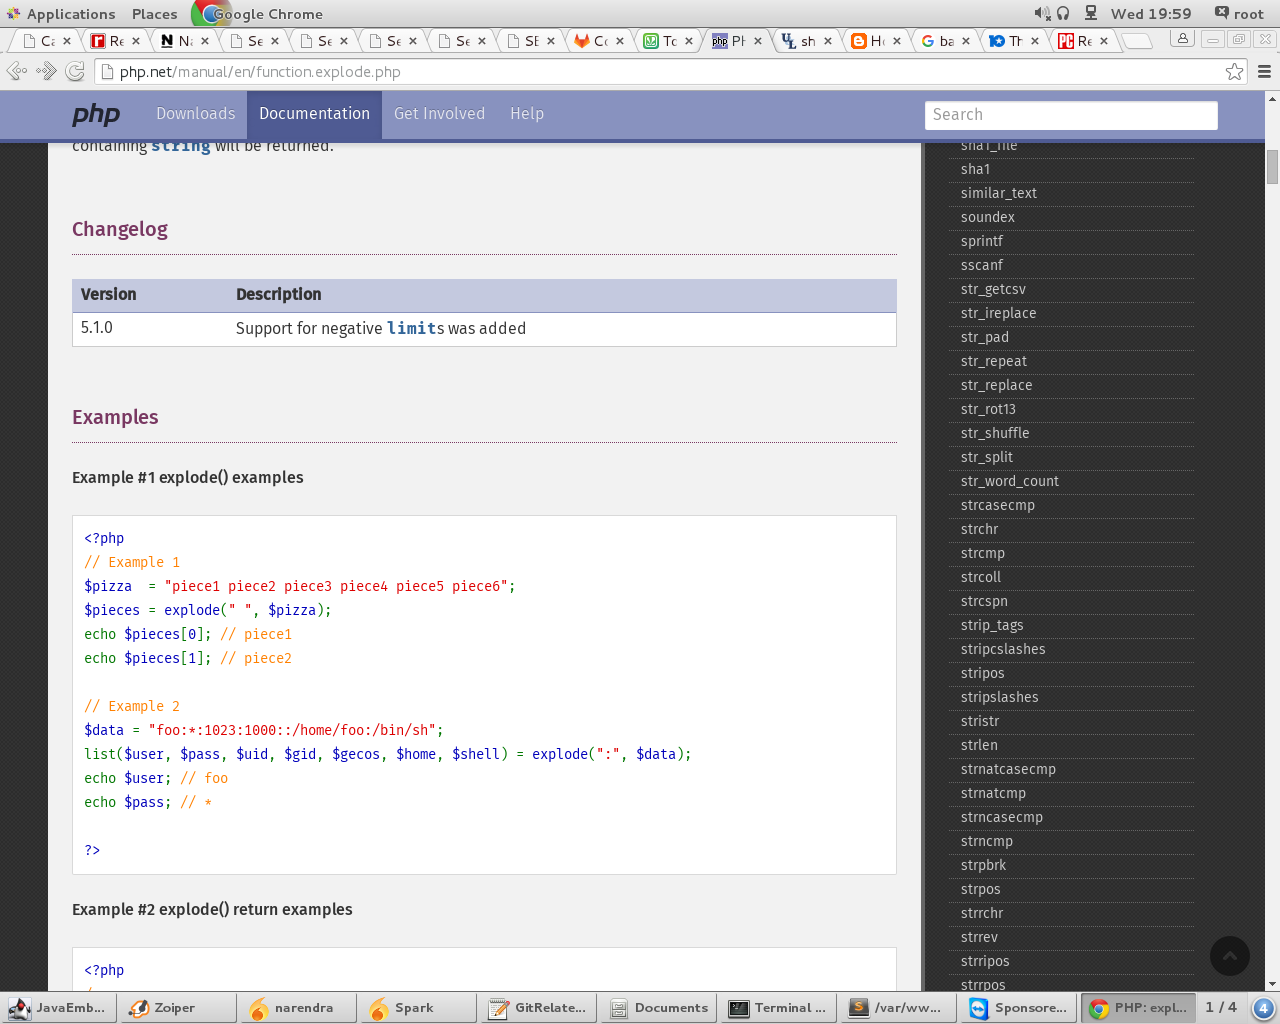 Applications Places Google Chrome Wed 19:59 root
Ca Re Na Se Se Se Se SE Co To PH sh Ho ba Th Re
php.net/manual/en/function.explode.php
php Downloads Documentation Get Involved Help Search
containing string will be returned.
Changelog
Version Description
5.1.0 Support for negative limits was added
Examples
Example #1 explode() examples
<?php
// Example 1
$pizza  = "piece1 piece2 piece3 piece4 piece5 piece6";
$pieces = explode(" ", $pizza);
echo $pieces[0]; // piece1
echo $pieces[1]; // piece2
// Example 2
$data = "foo:*:1023:1000::/home/foo:/bin/sh";
list($user, $pass, $uid, $gid, $gecos, $home, $shell) = explode(":", $data);
echo $user; // foo
echo $pass; // *
?>
Example #2 explode() return examples
<?php
sha1_file
sha1
similar_text
soundex
sprintf
sscanf
str_getcsv
str_ireplace
str_pad
str_repeat
str_replace
str_rot13
str_shuffle
str_split
str_word_count
strcasecmp
strchr
strcmp
strcoll
strcspn
strip_tags
stripcslashes
stripos
stripslashes
stristr
strlen
strnatcasecmp
strnatcmp
strncasecmp
strncmp
strpbrk
strpos
strrchr
strrev
strripos
strrpos
JavaEmb... Zoiper narendra Spark GitRelate... Documents Terminal ... /var/ww... Sponsore... PHP: expl... 1 / 4 4